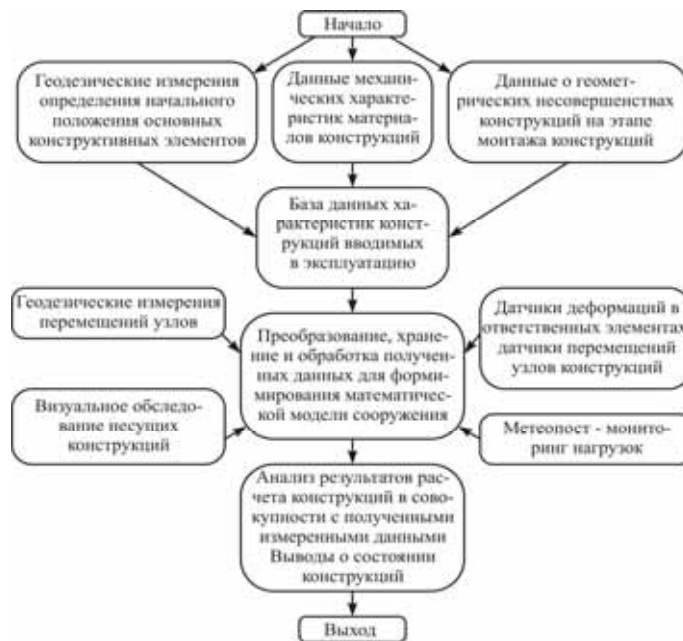 Начало
Геодезические измерения
определения начального
положения основных
конструктивных элементов
Данные механи-
ческих характе-
ристик материа-
лов конструкций
Данные о геомет-
рических несовершенствах
конструкций на этапе
монтажа конструкций
База данных ха-
рактеристик конст-
рукций вводимых
в эксплуатацию
Геодезические измерения
перемещений узлов
Датчики деформаций в
ответственных элементах,
датчики перемещений
узлов конструкций
Преобразование, хране-
ние и обработка получен-
ных данных для форми-
мирования математичес-
кой модели сооружения
Визуальное обследо-
вание несущих
конструкций
Метеопост - монито-
ринг нагрузок
Анализ результатов рас-
чета конструкций в сово-
купности с полученными
измеренными данными
Выводы о состоянии
конструкций
Выход